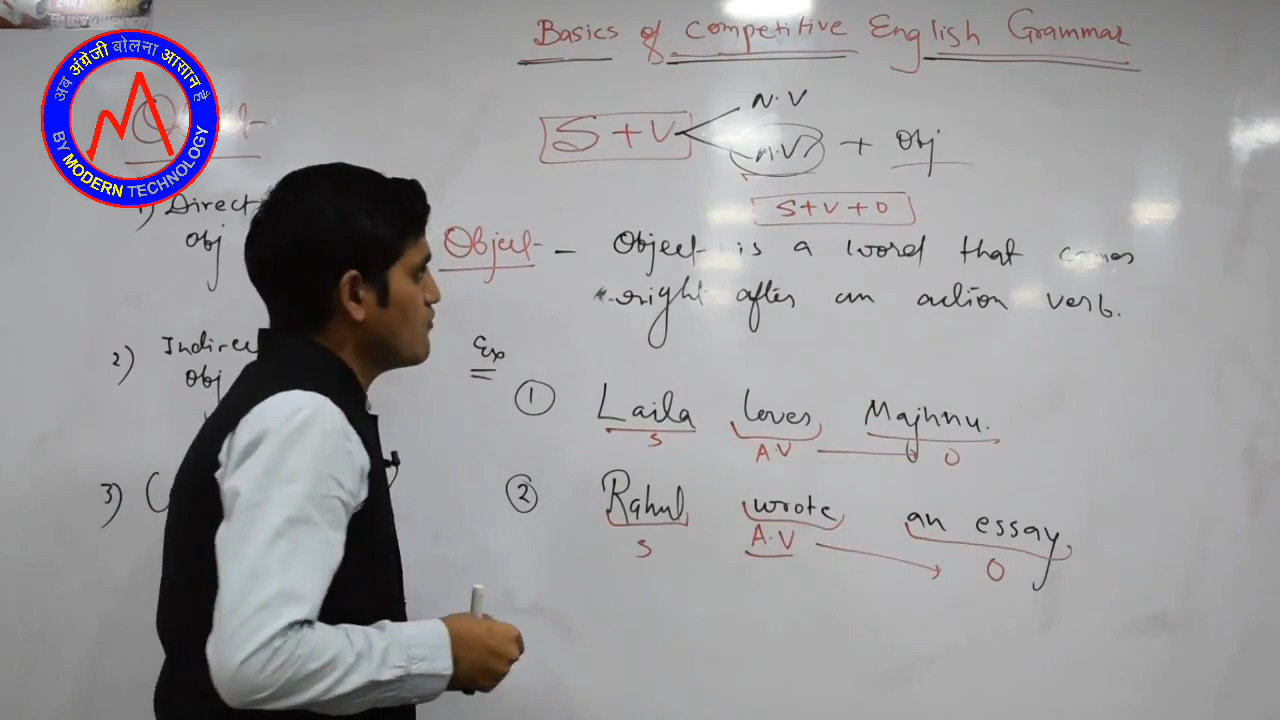 Basics of Competitive English Grammar
अब अंग्रेजी बोलना आसान है
BY MODERN TECHNOLOGY
S + V
N.V
+ Obj
S + V + O
1) Direct
obj
Object - Object is a word that comes
right after an action verb.
2) Indirec
obj
Ex
① Laila loves Majhnu.
S A.V O
3)
② Rahul wrote an essay.
S A.V O